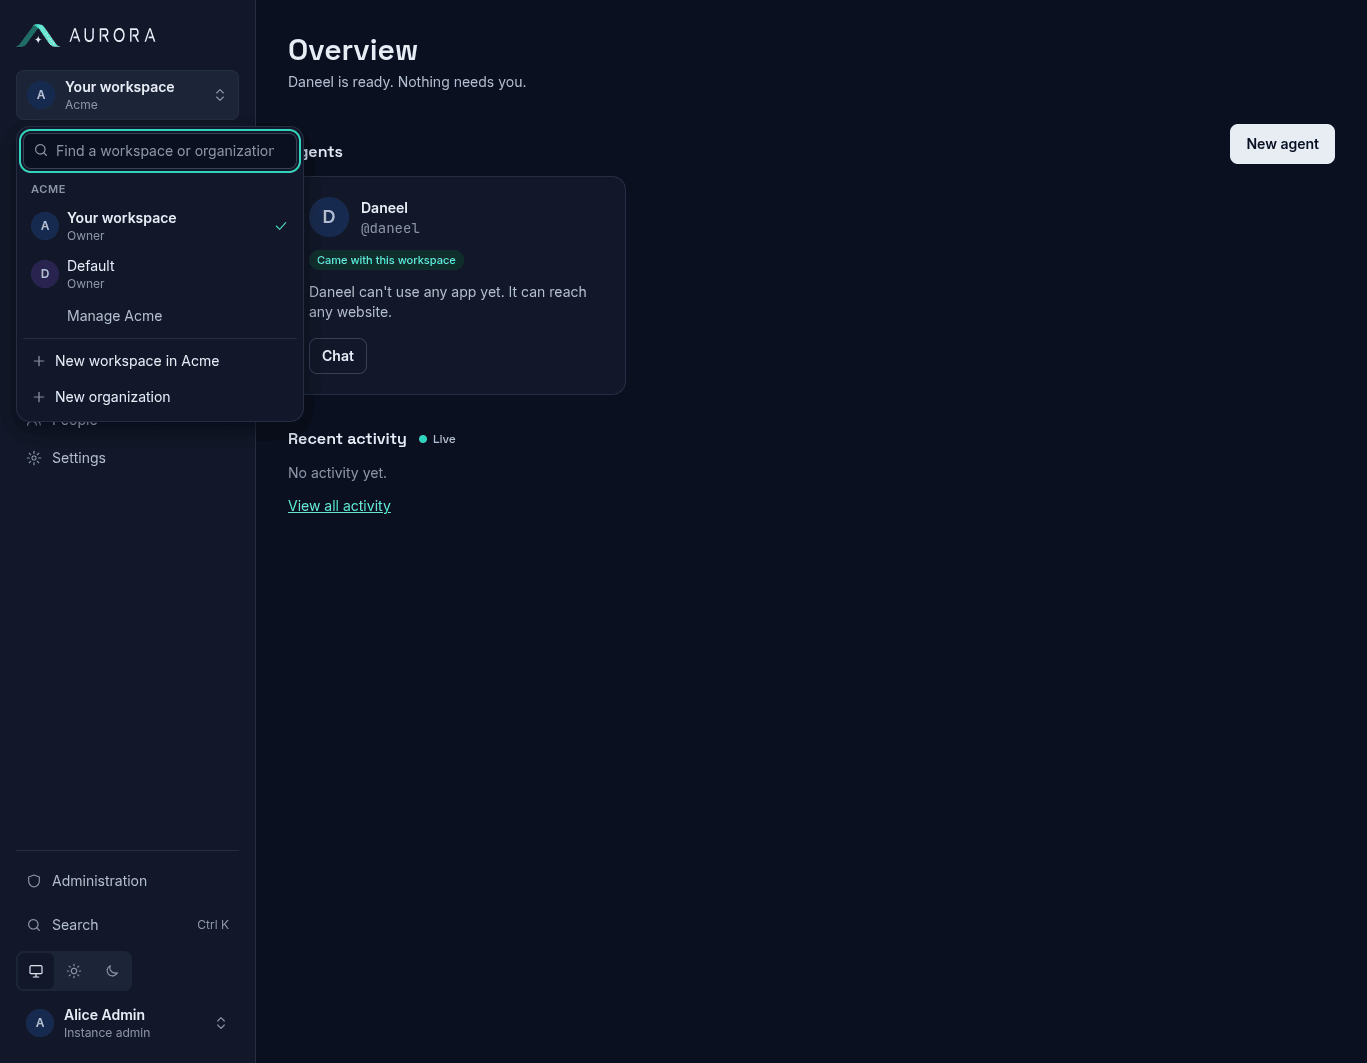 AURORA
A
Your workspace
Acme
Find a workspace or organization
ACME
A
Your workspace
Owner
D
Default
Owner
Manage Acme
New workspace in Acme
New organization
People
Settings
Administration
Search
Ctrl K
A
Alice Admin
Instance admin
Overview
Daneel is ready. Nothing needs you.
gents
New agent
D
Daneel
@daneel
Came with this workspace
Daneel can't use any app yet. It can reach
any website.
Chat
Recent activity
Live
No activity yet.
View all activity